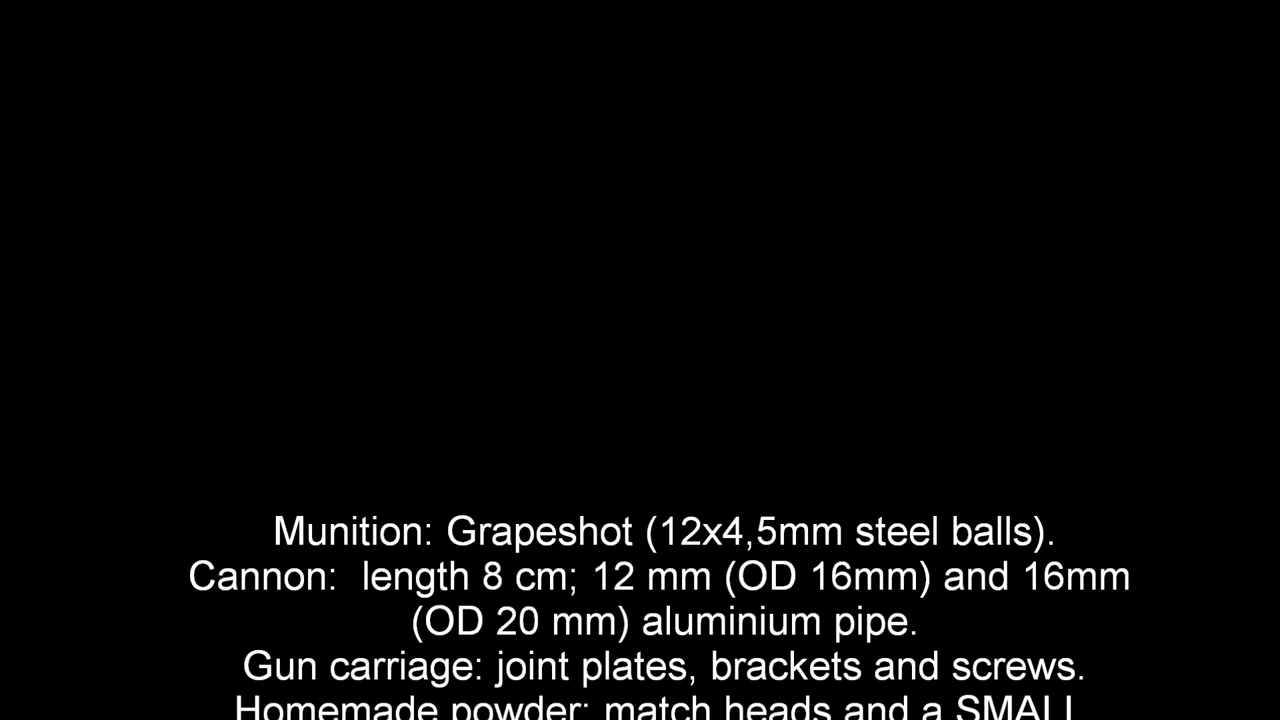 Munition: Grapeshot (12x4,5mm steel balls).
Cannon:  length 8 cm; 12 mm (OD 16mm) and 16mm
(OD 20 mm) aluminium pipe.
Gun carriage: joint plates, brackets and screws.
Homemade powder: match heads and a SMALL